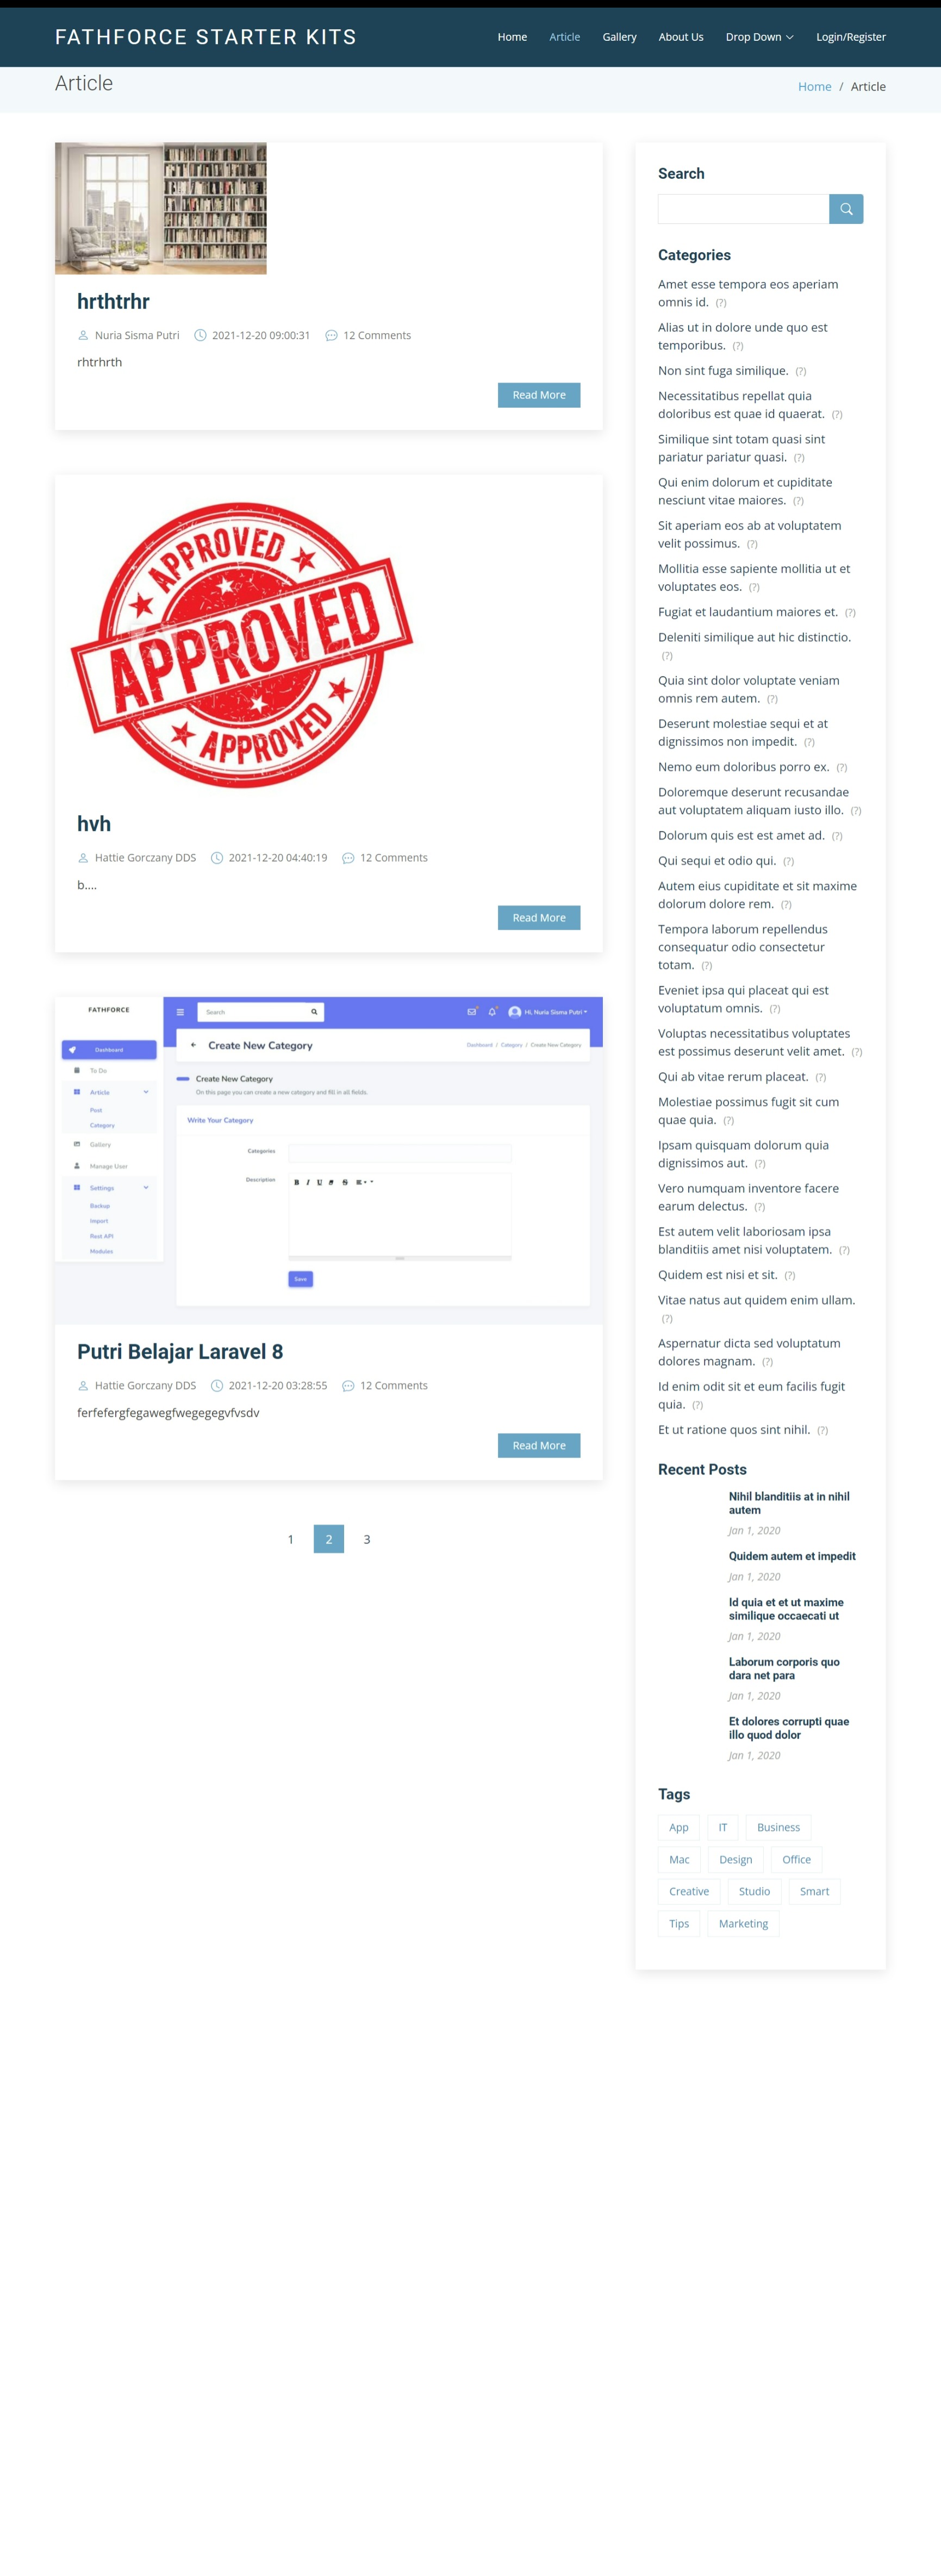 FATHFORCE STARTER KITS
Home Article Gallery About Us Drop Down Login/Register
Article
Home / Article
hrthtrhr
Nuria Sisma Putri 2021-12-20 09:00:31 12 Comments
rhtrhrth
Read More
APPROVED
APPROVED
APPROVED
hvh
Hattie Gorczany DDS 2021-12-20 04:40:19 12 Comments
b....
Read More
FATHFORCE
Search
Hi, Nuria Sisma Putri
Dashboard
To Do
Article
Post
Category
Gallery
Manage User
Settings
Backup
Import
Rest API
Modules
Create New Category
Dashboard / Category / Create New Category
Create New Category
On this page you can create a new category and fill in all fields.
Write Your Category
Categories
Description
B I U S
Save
Putri Belajar Laravel 8
Hattie Gorczany DDS 2021-12-20 03:28:55 12 Comments
ferfefergfegawegfwegegegvfvsdv
Read More
1 2 3
Search
Categories
Amet esse tempora eos aperiam
omnis id. (?)
Alias ut in dolore unde quo est
temporibus. (?)
Non sint fuga similique. (?)
Necessitatibus repellat quia
doloribus est quae id quaerat. (?)
Similique sint totam quasi sint
pariatur pariatur quasi. (?)
Qui enim dolorum et cupiditate
nesciunt vitae maiores. (?)
Sit aperiam eos ab at voluptatem
velit possimus. (?)
Mollitia esse sapiente mollitia ut et
voluptates eos. (?)
Fugiat et laudantium maiores et. (?)
Deleniti similique aut hic distinctio.
(?)
Quia sint dolor voluptate veniam
omnis rem autem. (?)
Deserunt molestiae sequi et at
dignissimos non impedit. (?)
Nemo eum doloribus porro ex. (?)
Doloremque deserunt recusandae
aut voluptatem aliquam iusto illo. (?)
Dolorum quis est est amet ad. (?)
Qui sequi et odio qui. (?)
Autem eius cupiditate et sit maxime
dolorum dolore rem. (?)
Tempora laborum repellendus
consequatur odio consectetur
totam. (?)
Eveniet ipsa qui placeat qui est
voluptatum omnis. (?)
Voluptas necessitatibus voluptates
est possimus deserunt velit amet. (?)
Qui ab vitae rerum placeat. (?)
Molestiae possimus fugit sit cum
quae quia. (?)
Ipsam quisquam dolorum quia
dignissimos aut. (?)
Vero numquam inventore facere
earum delectus. (?)
Est autem velit laboriosam ipsa
blanditiis amet nisi voluptatem. (?)
Quidem est nisi et sit. (?)
Vitae natus aut quidem enim ullam.
(?)
Aspernatur dicta sed voluptatum
dolores magnam. (?)
Id enim odit sit et eum facilis fugit
quia. (?)
Et ut ratione quos sint nihil. (?)
Recent Posts
Nihil blanditiis at in nihil
autem
Jan 1, 2020
Quidem autem et impedit
Jan 1, 2020
Id quia et et ut maxime
similique occaecati ut
Jan 1, 2020
Laborum corporis quo
dara net para
Jan 1, 2020
Et dolores corrupti quae
illo quod dolor
Jan 1, 2020
Tags
App IT Business
Mac Design Office
Creative Studio Smart
Tips Marketing